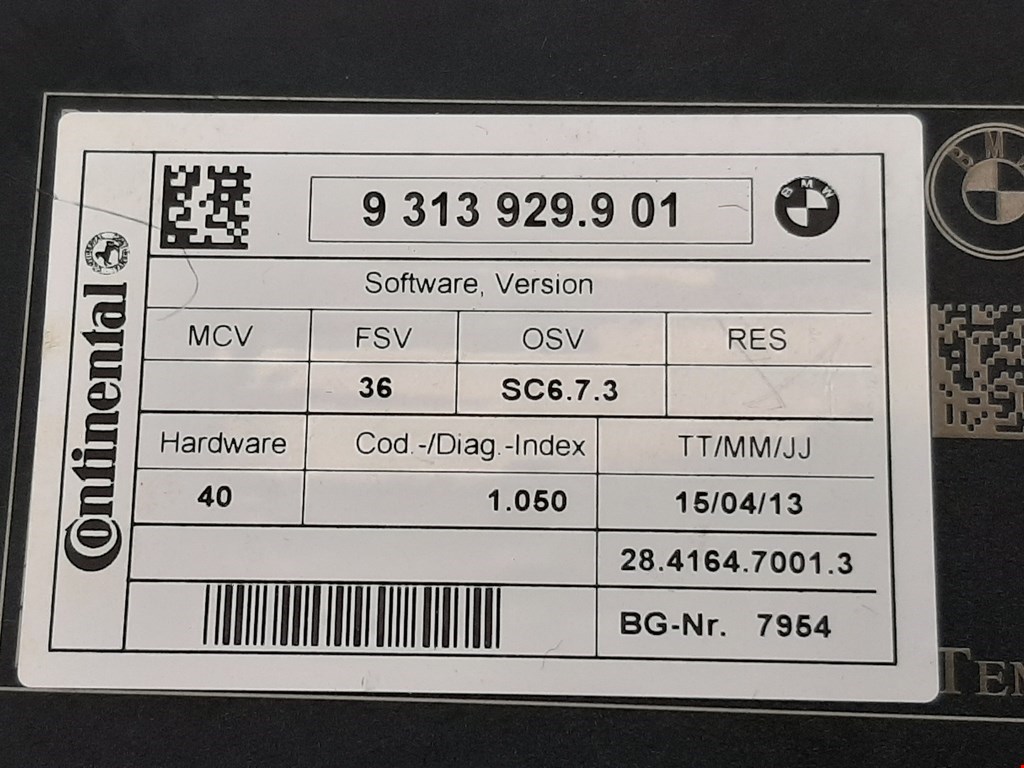 9 313 929.9 01
BMW
BMW
Continental
Software, Version
MCV FSV OSV RES
36 SC6.7.3
Hardware Cod.-/Diag.-Index TT/MM/JJ
40 1.050 15/04/13
28.4164.7001.3
BG-Nr. 7954
TEM